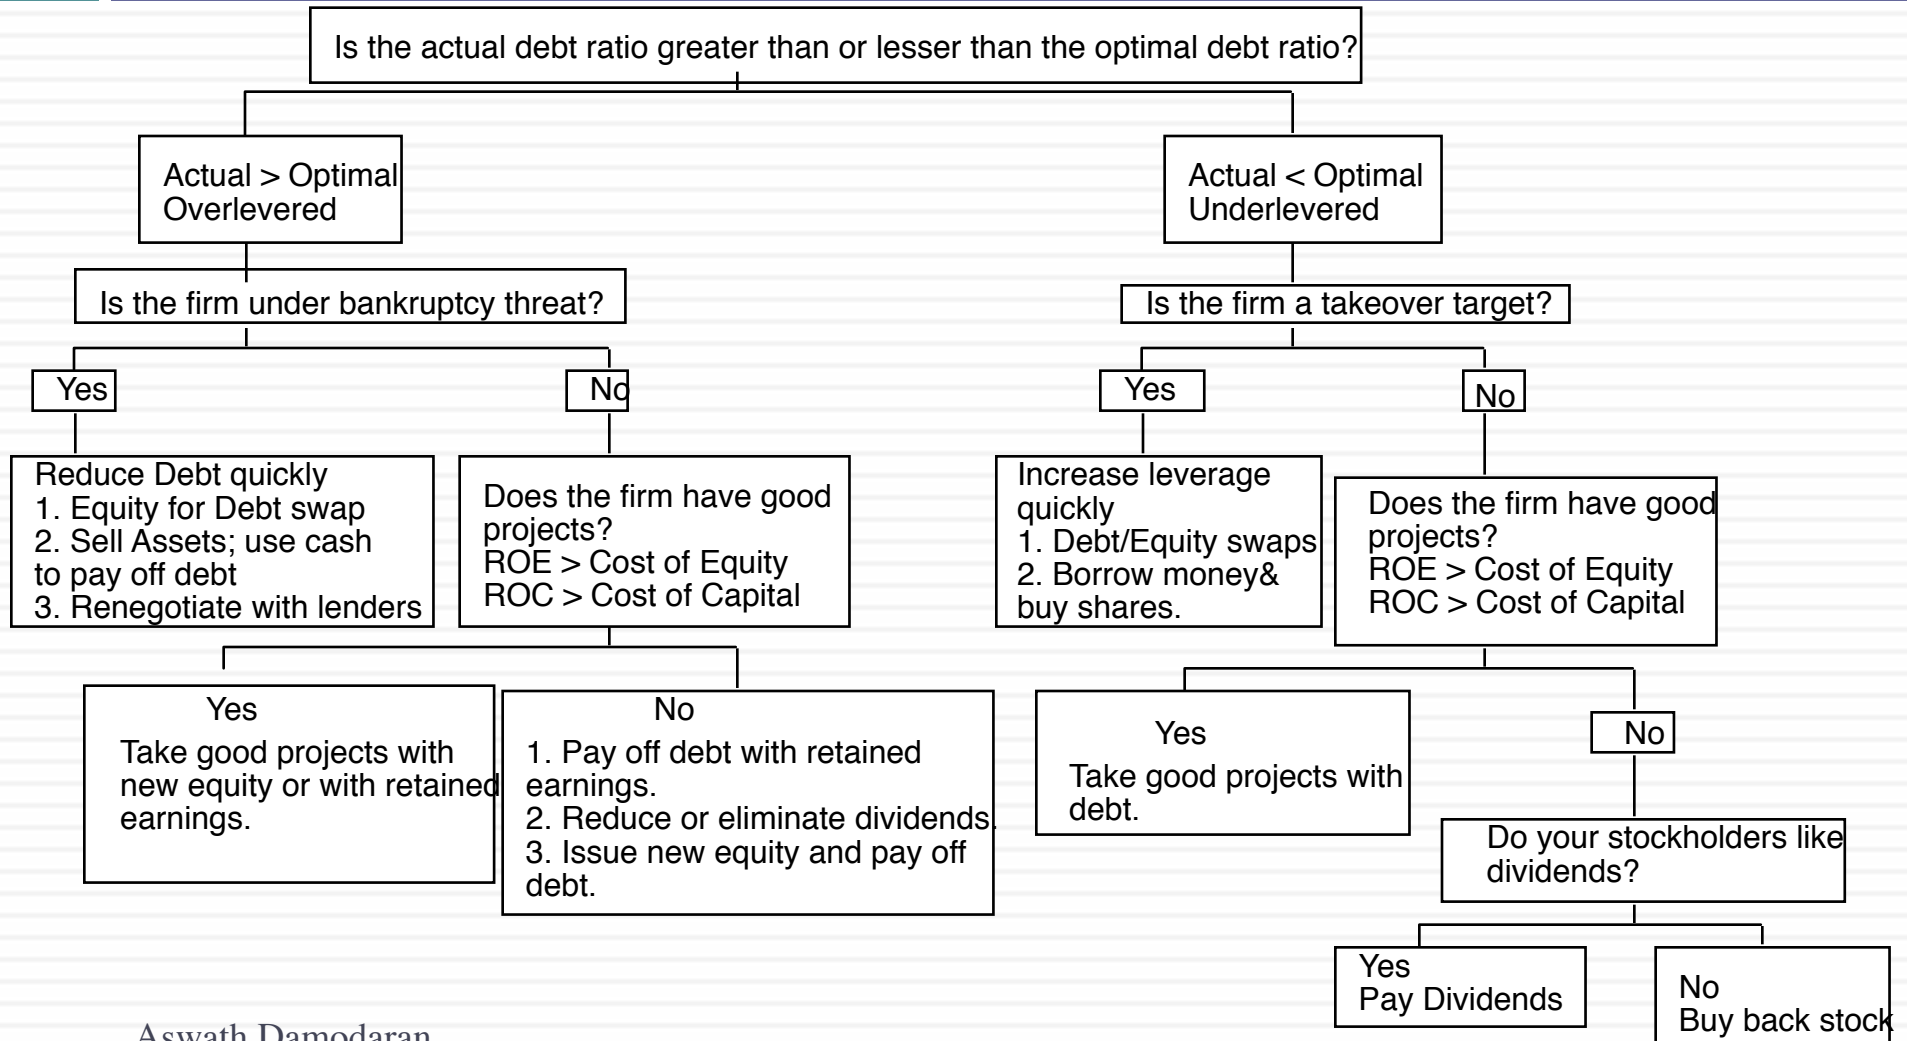 Is the actual debt ratio greater than or lesser than the optimal debt ratio?
Actual > Optimal
Overlevered
Actual < Optimal
Underlevered
Is the firm under bankruptcy threat?
Is the firm a takeover target?
Yes
No
Yes
No
Reduce Debt quickly
1. Equity for Debt swap
2. Sell Assets; use cash
to pay off debt
3. Renegotiate with lenders
Does the firm have good
projects?
ROE > Cost of Equity
ROC > Cost of Capital
Increase leverage
quickly
1. Debt/Equity swaps
2. Borrow money&
buy shares.
Does the firm have good
projects?
ROE > Cost of Equity
ROC > Cost of Capital
Yes
Take good projects with
new equity or with retained
earnings.
No
1. Pay off debt with retained
earnings.
2. Reduce or eliminate dividends.
3. Issue new equity and pay off
debt.
Yes
Take good projects with
debt.
No
Do your stockholders like
dividends?
Yes
Pay Dividends
No
Buy back stock
Aswath Damodaran